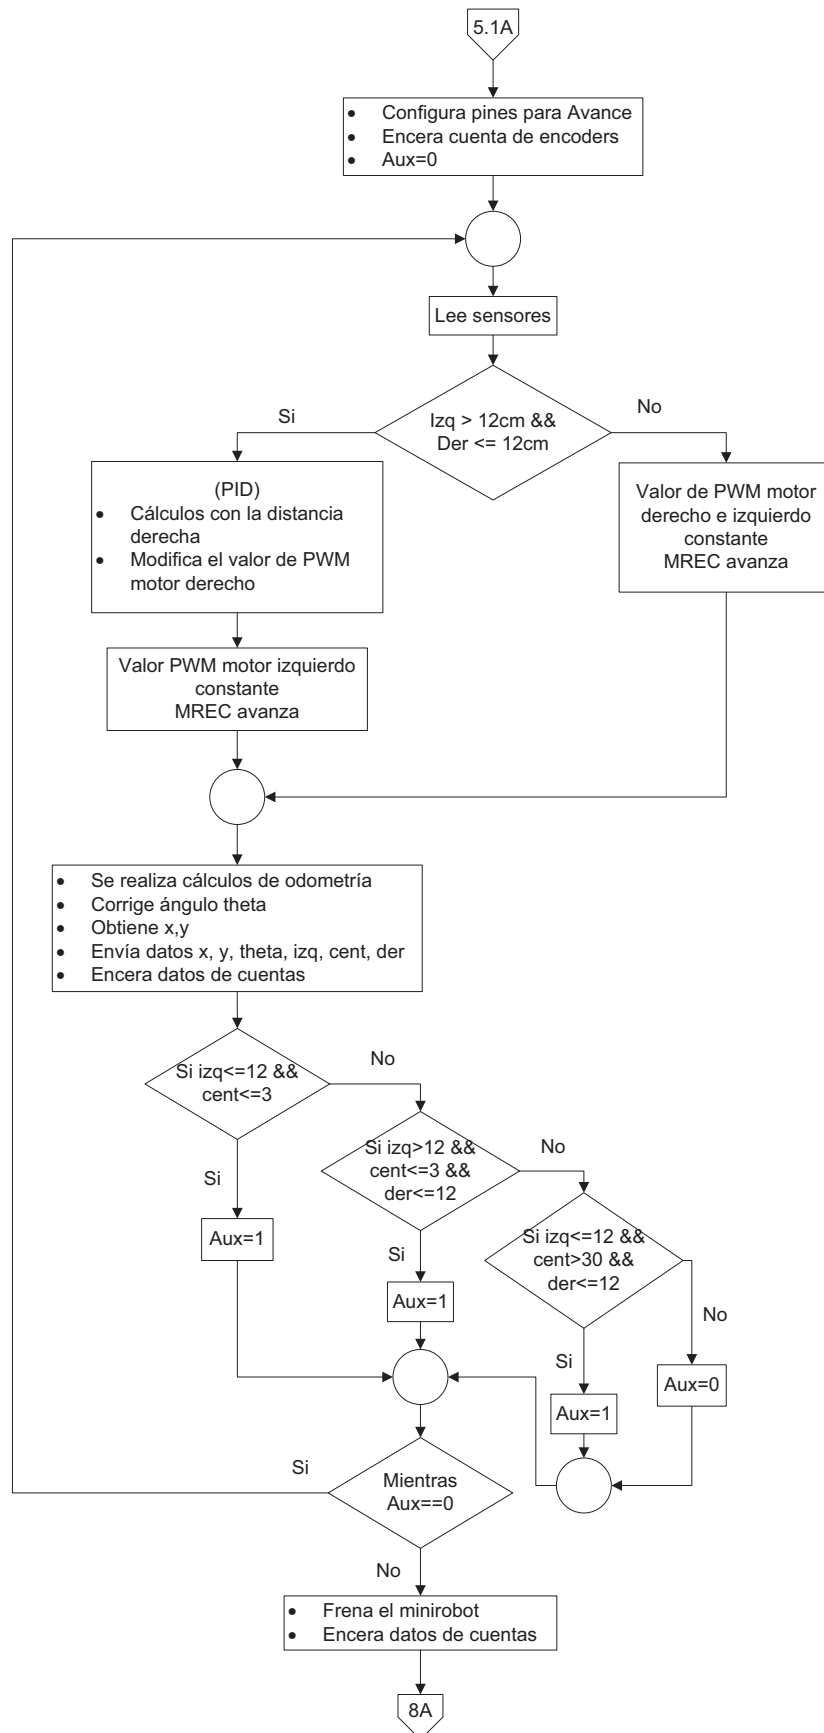 5.1A
• Configura pines para Avance
• Encera cuenta de encoders
• Aux=0
Lee sensores
Izq > 12cm &&
Der <= 12cm
Si
No
(PID)
• Cálculos con la distancia
derecha
• Modifica el valor de PWM
motor derecho
Valor de PWM motor
derecho e izquierdo
constante
MREC avanza
Valor PWM motor izquierdo
constante
MREC avanza
• Se realiza cálculos de odometría
• Corrige ángulo theta
• Obtiene x,y
• Envía datos x, y, theta, izq, cent, der
• Encera datos de cuentas
Si izq<=12 &&
cent<=3
No
Si
Si izq>12 &&
cent<=3 &&
der<=12
No
Si
Aux=1
Si izq<=12 &&
cent>30 &&
der<=12
Aux=1
No
Si
Aux=0
Aux=1
Mientras
Aux==0
Si
No
• Frena el minirobot
• Encera datos de cuentas
8A